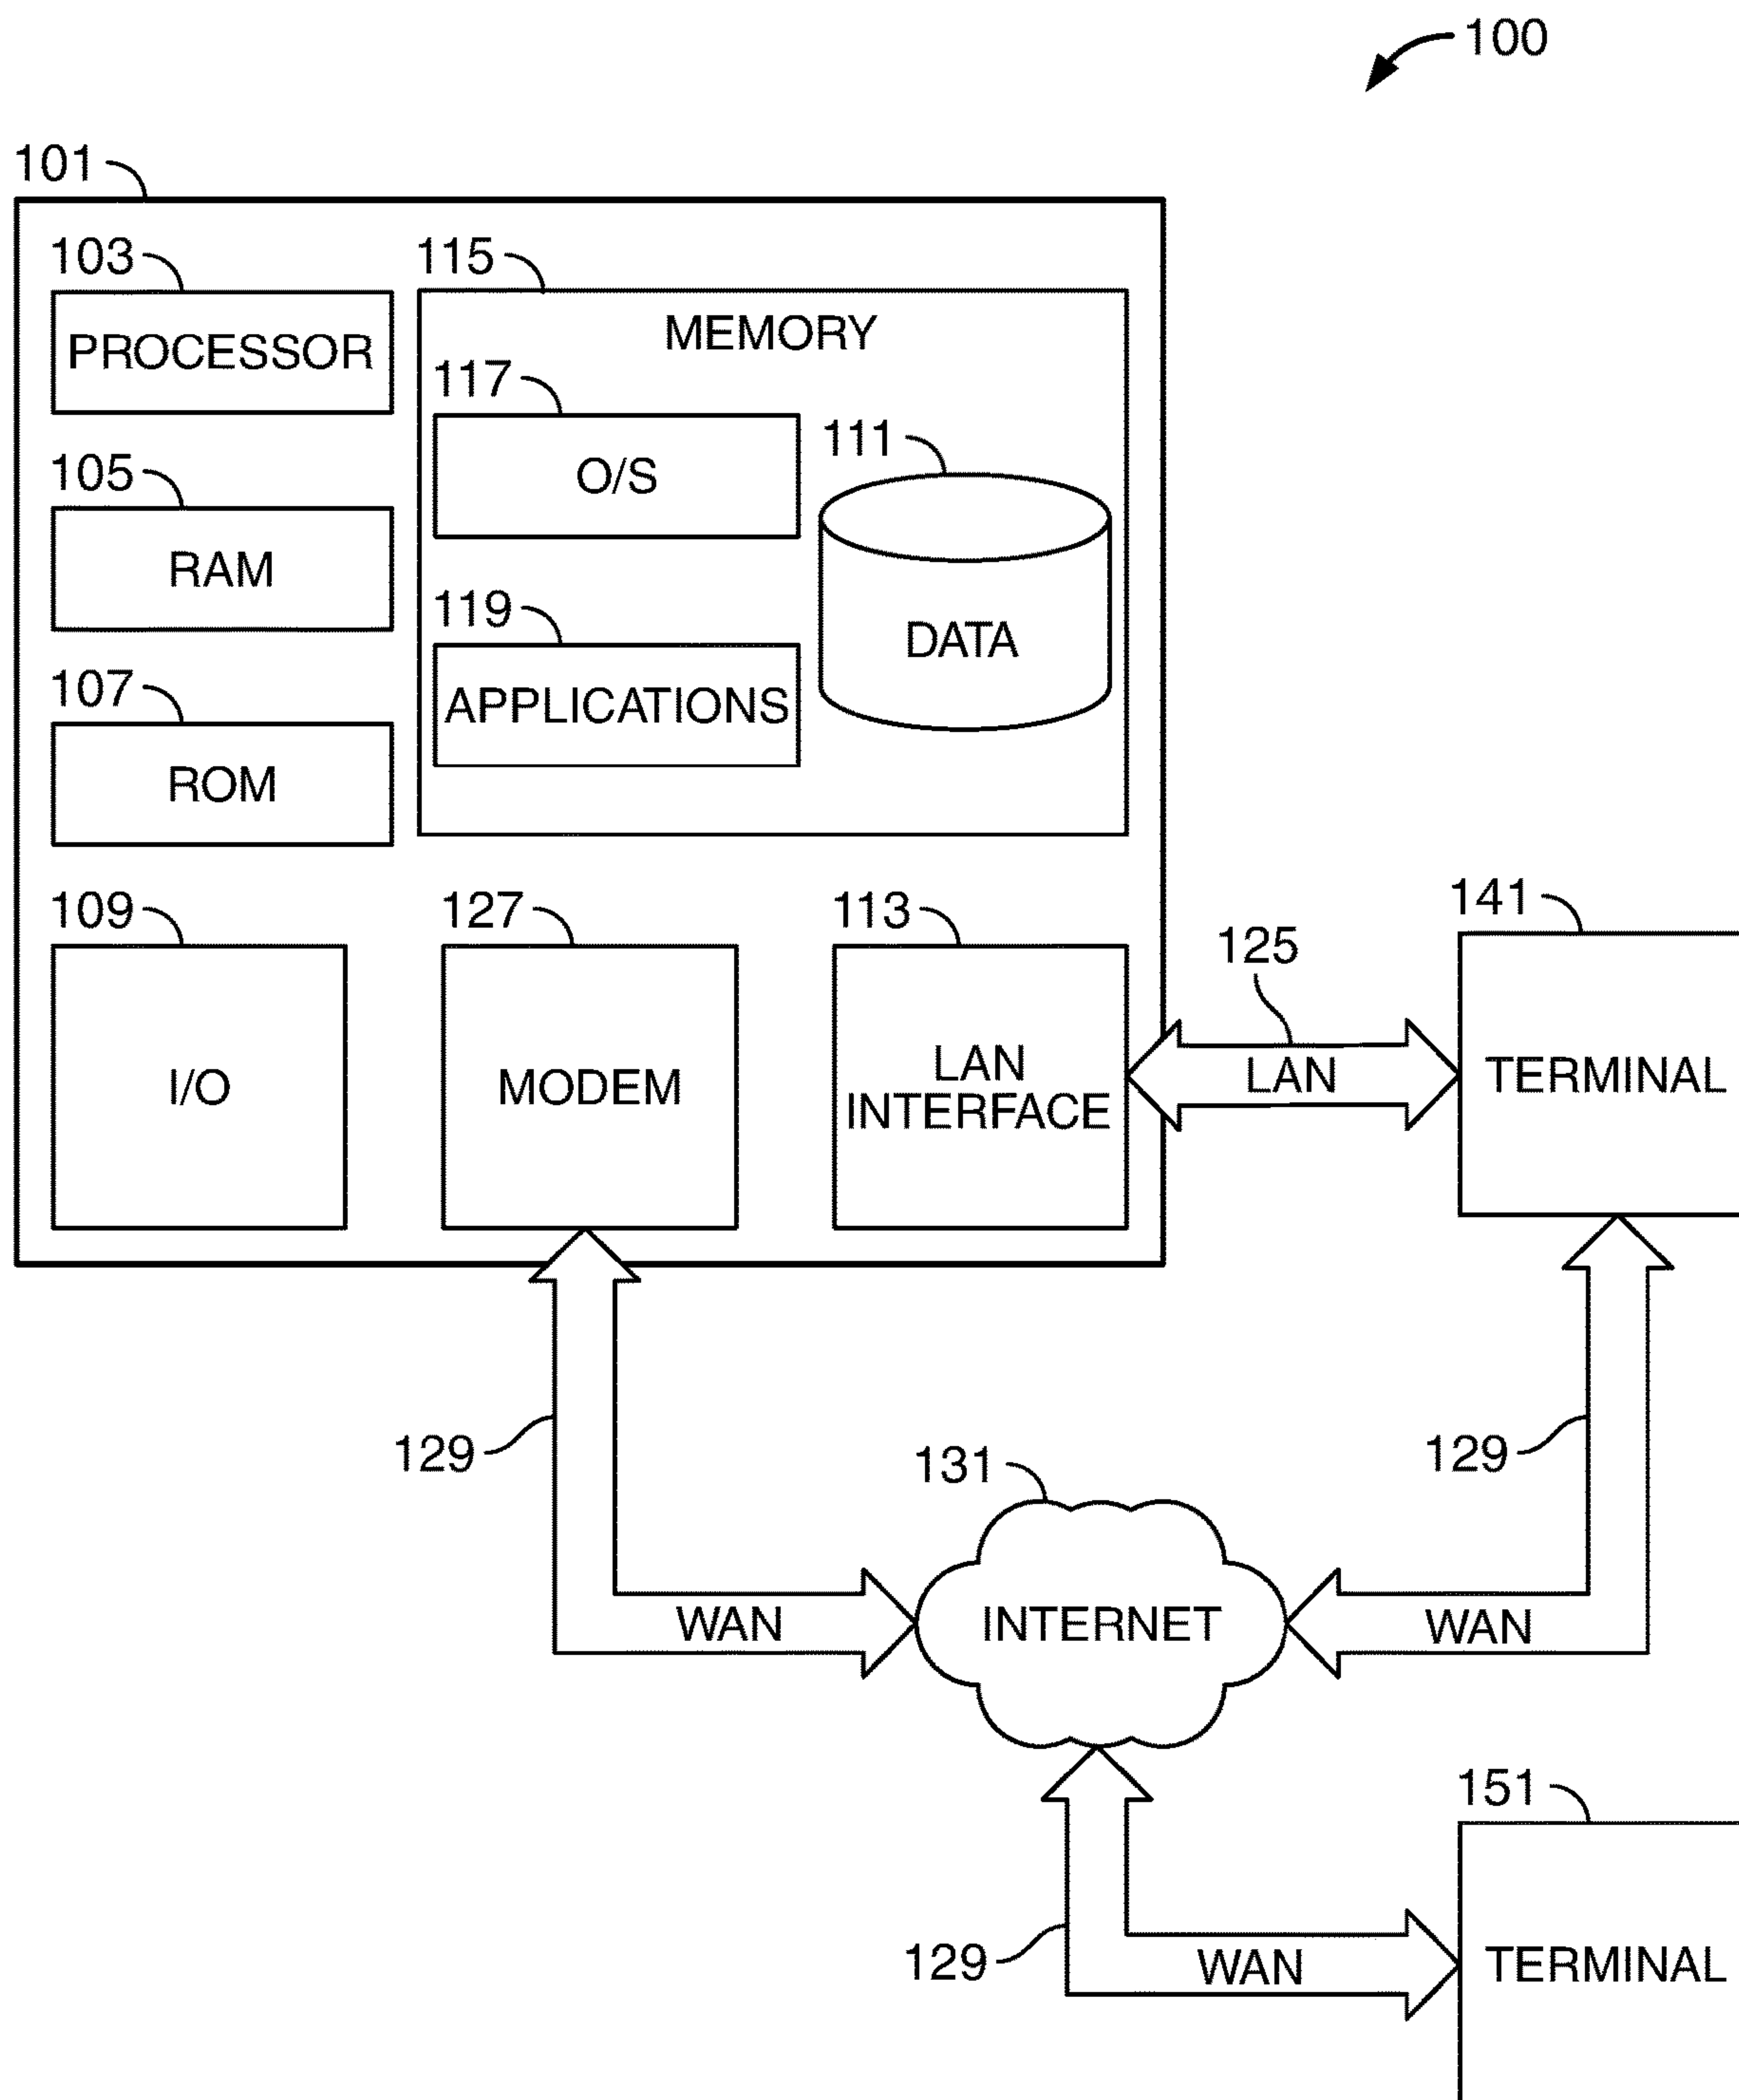 100
101
103
PROCESSOR
105
RAM
107
ROM
115
MEMORY
117
O/S
111
DATA
119
APPLICATIONS
109
I/O
127
MODEM
113
LAN
INTERFACE
125
LAN
141
TERMINAL
129
WAN
131
INTERNET
129
WAN
129
WAN
151
TERMINAL